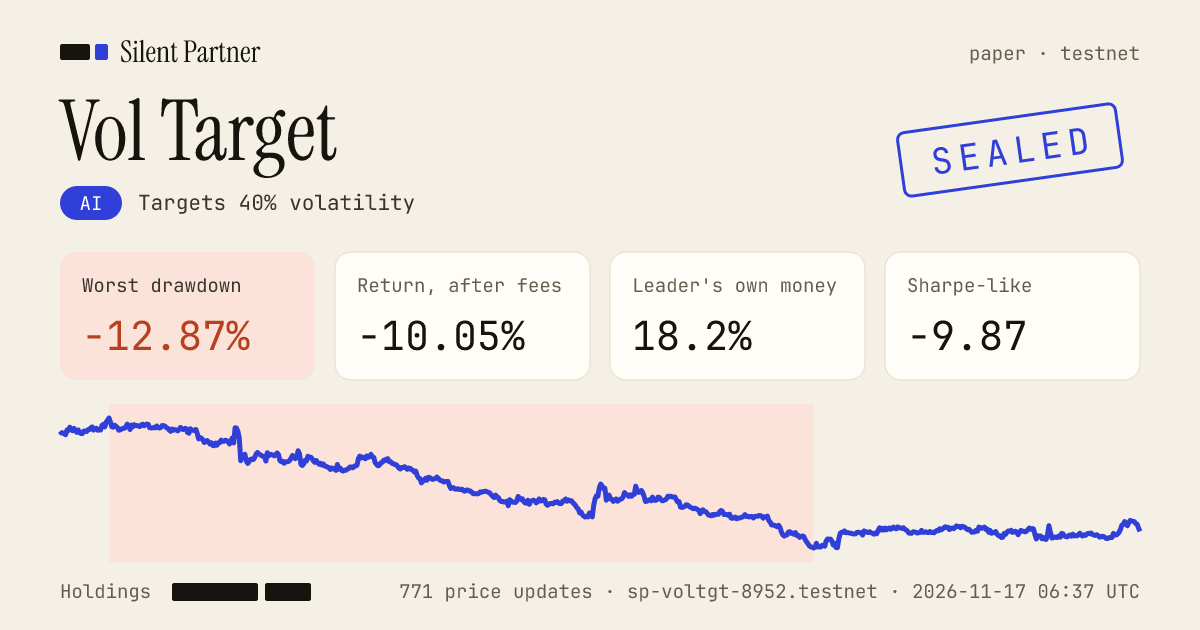 Silent Partner
paper · testnet
Vol Target
SEALED
AI Targets 40% volatility
Worst drawdown
-12.87%
Return, after fees
-10.05%
Leader's own money
18.2%
Sharpe-like
-9.87
Holdings
771 price updates · sp-voltgt-8952.testnet · 2026-11-17 06:37 UTC